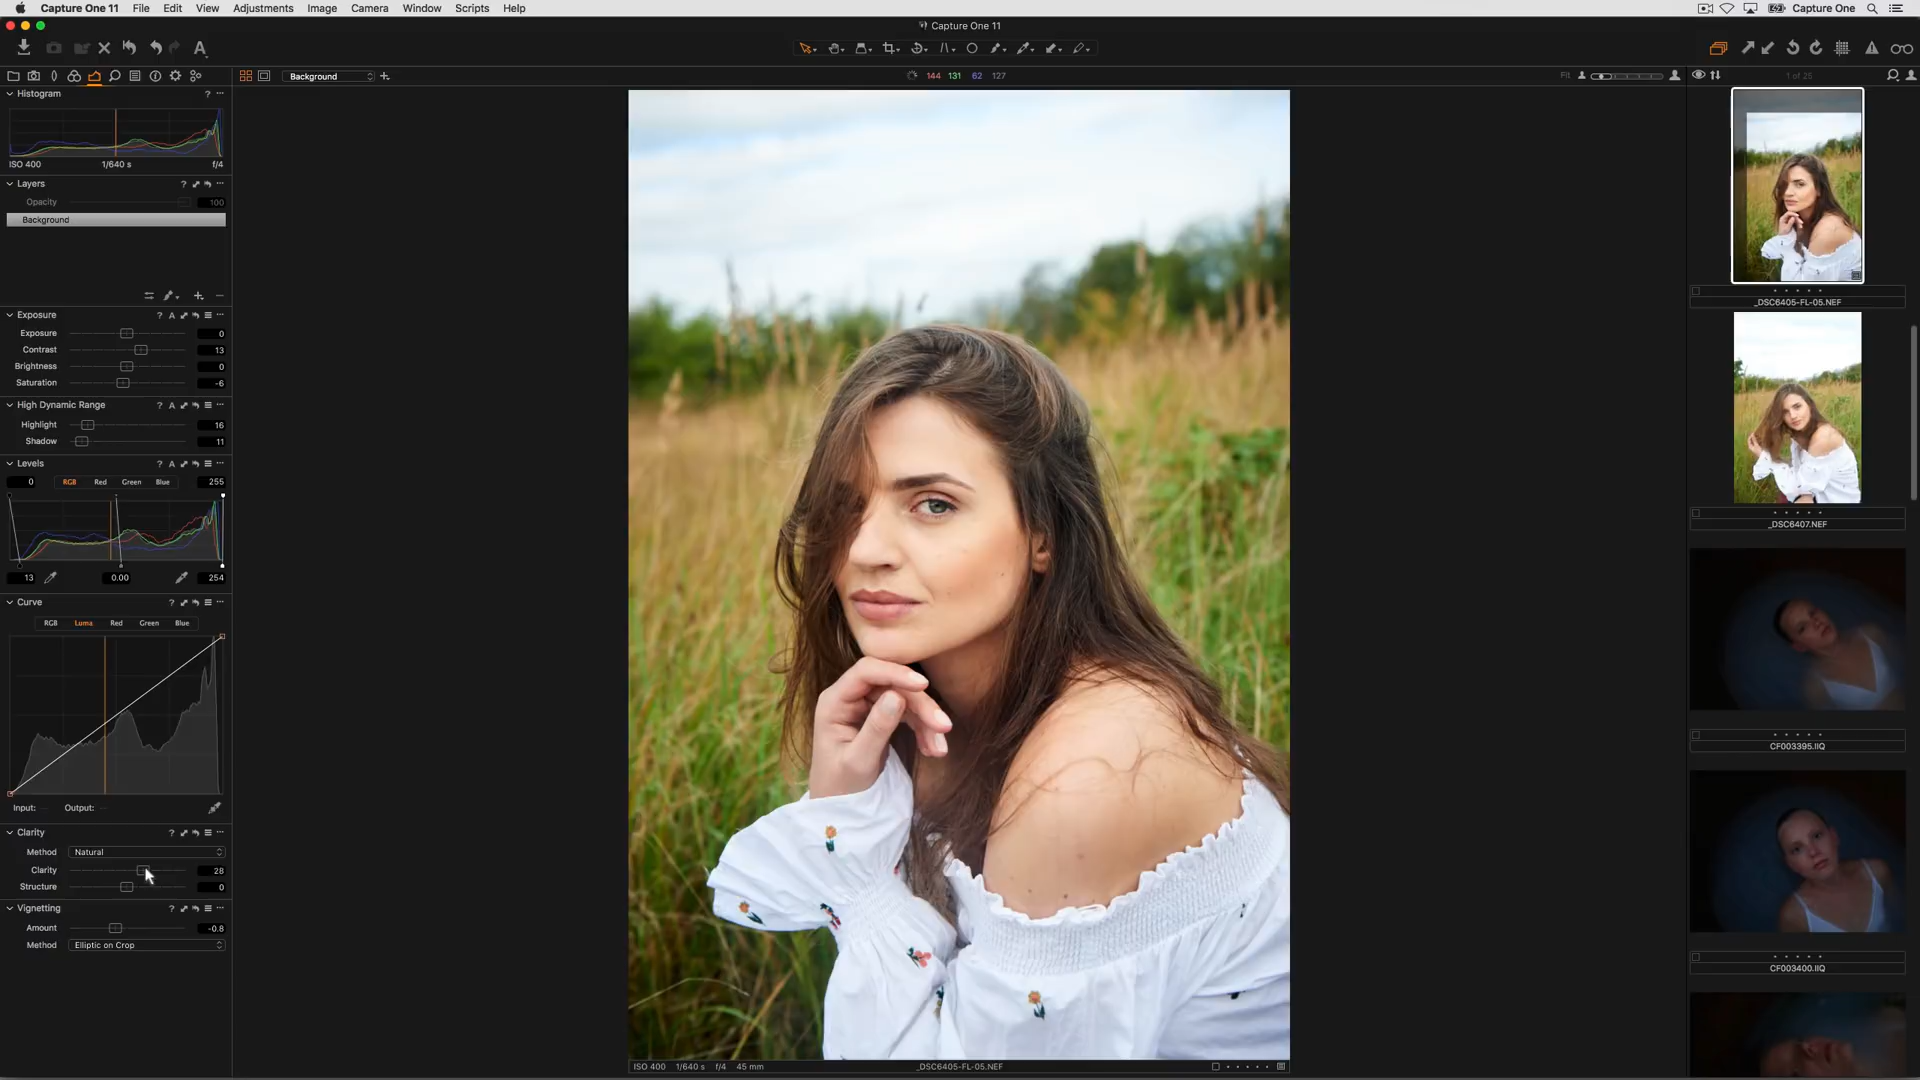 Capture One 11 File Edit View Adjustments Image Camera Window Scripts Help Capture One
Capture One 11
Background 144 131 62 127 Fit 1 of 25
Histogram ? ...
ISO 400 1/640 s f/4
Layers ? ...
Opacity 100
Background
Exposure ? A ...
Exposure 0
Contrast 13
Brightness 0
Saturation -6
High Dynamic Range ? A ...
Highlight 16
Shadow 11
Levels ? A ...
0 RGB Red Green Blue 255
13 0.00 254
Curve ? ...
RGB Luma Red Green Blue
Input: -- Output: --
Clarity ? ...
Method Natural
Clarity 28
Structure 0
Vignetting ? ...
Amount -0.8
Method Elliptic on Crop
ISO 400 1/640 s f/4 45 mm _DSC6405-FL-05.NEF
_DSC6405-FL-05.NEF
_DSC6407.NEF
CF003395.IIQ
CF003400.IIQ